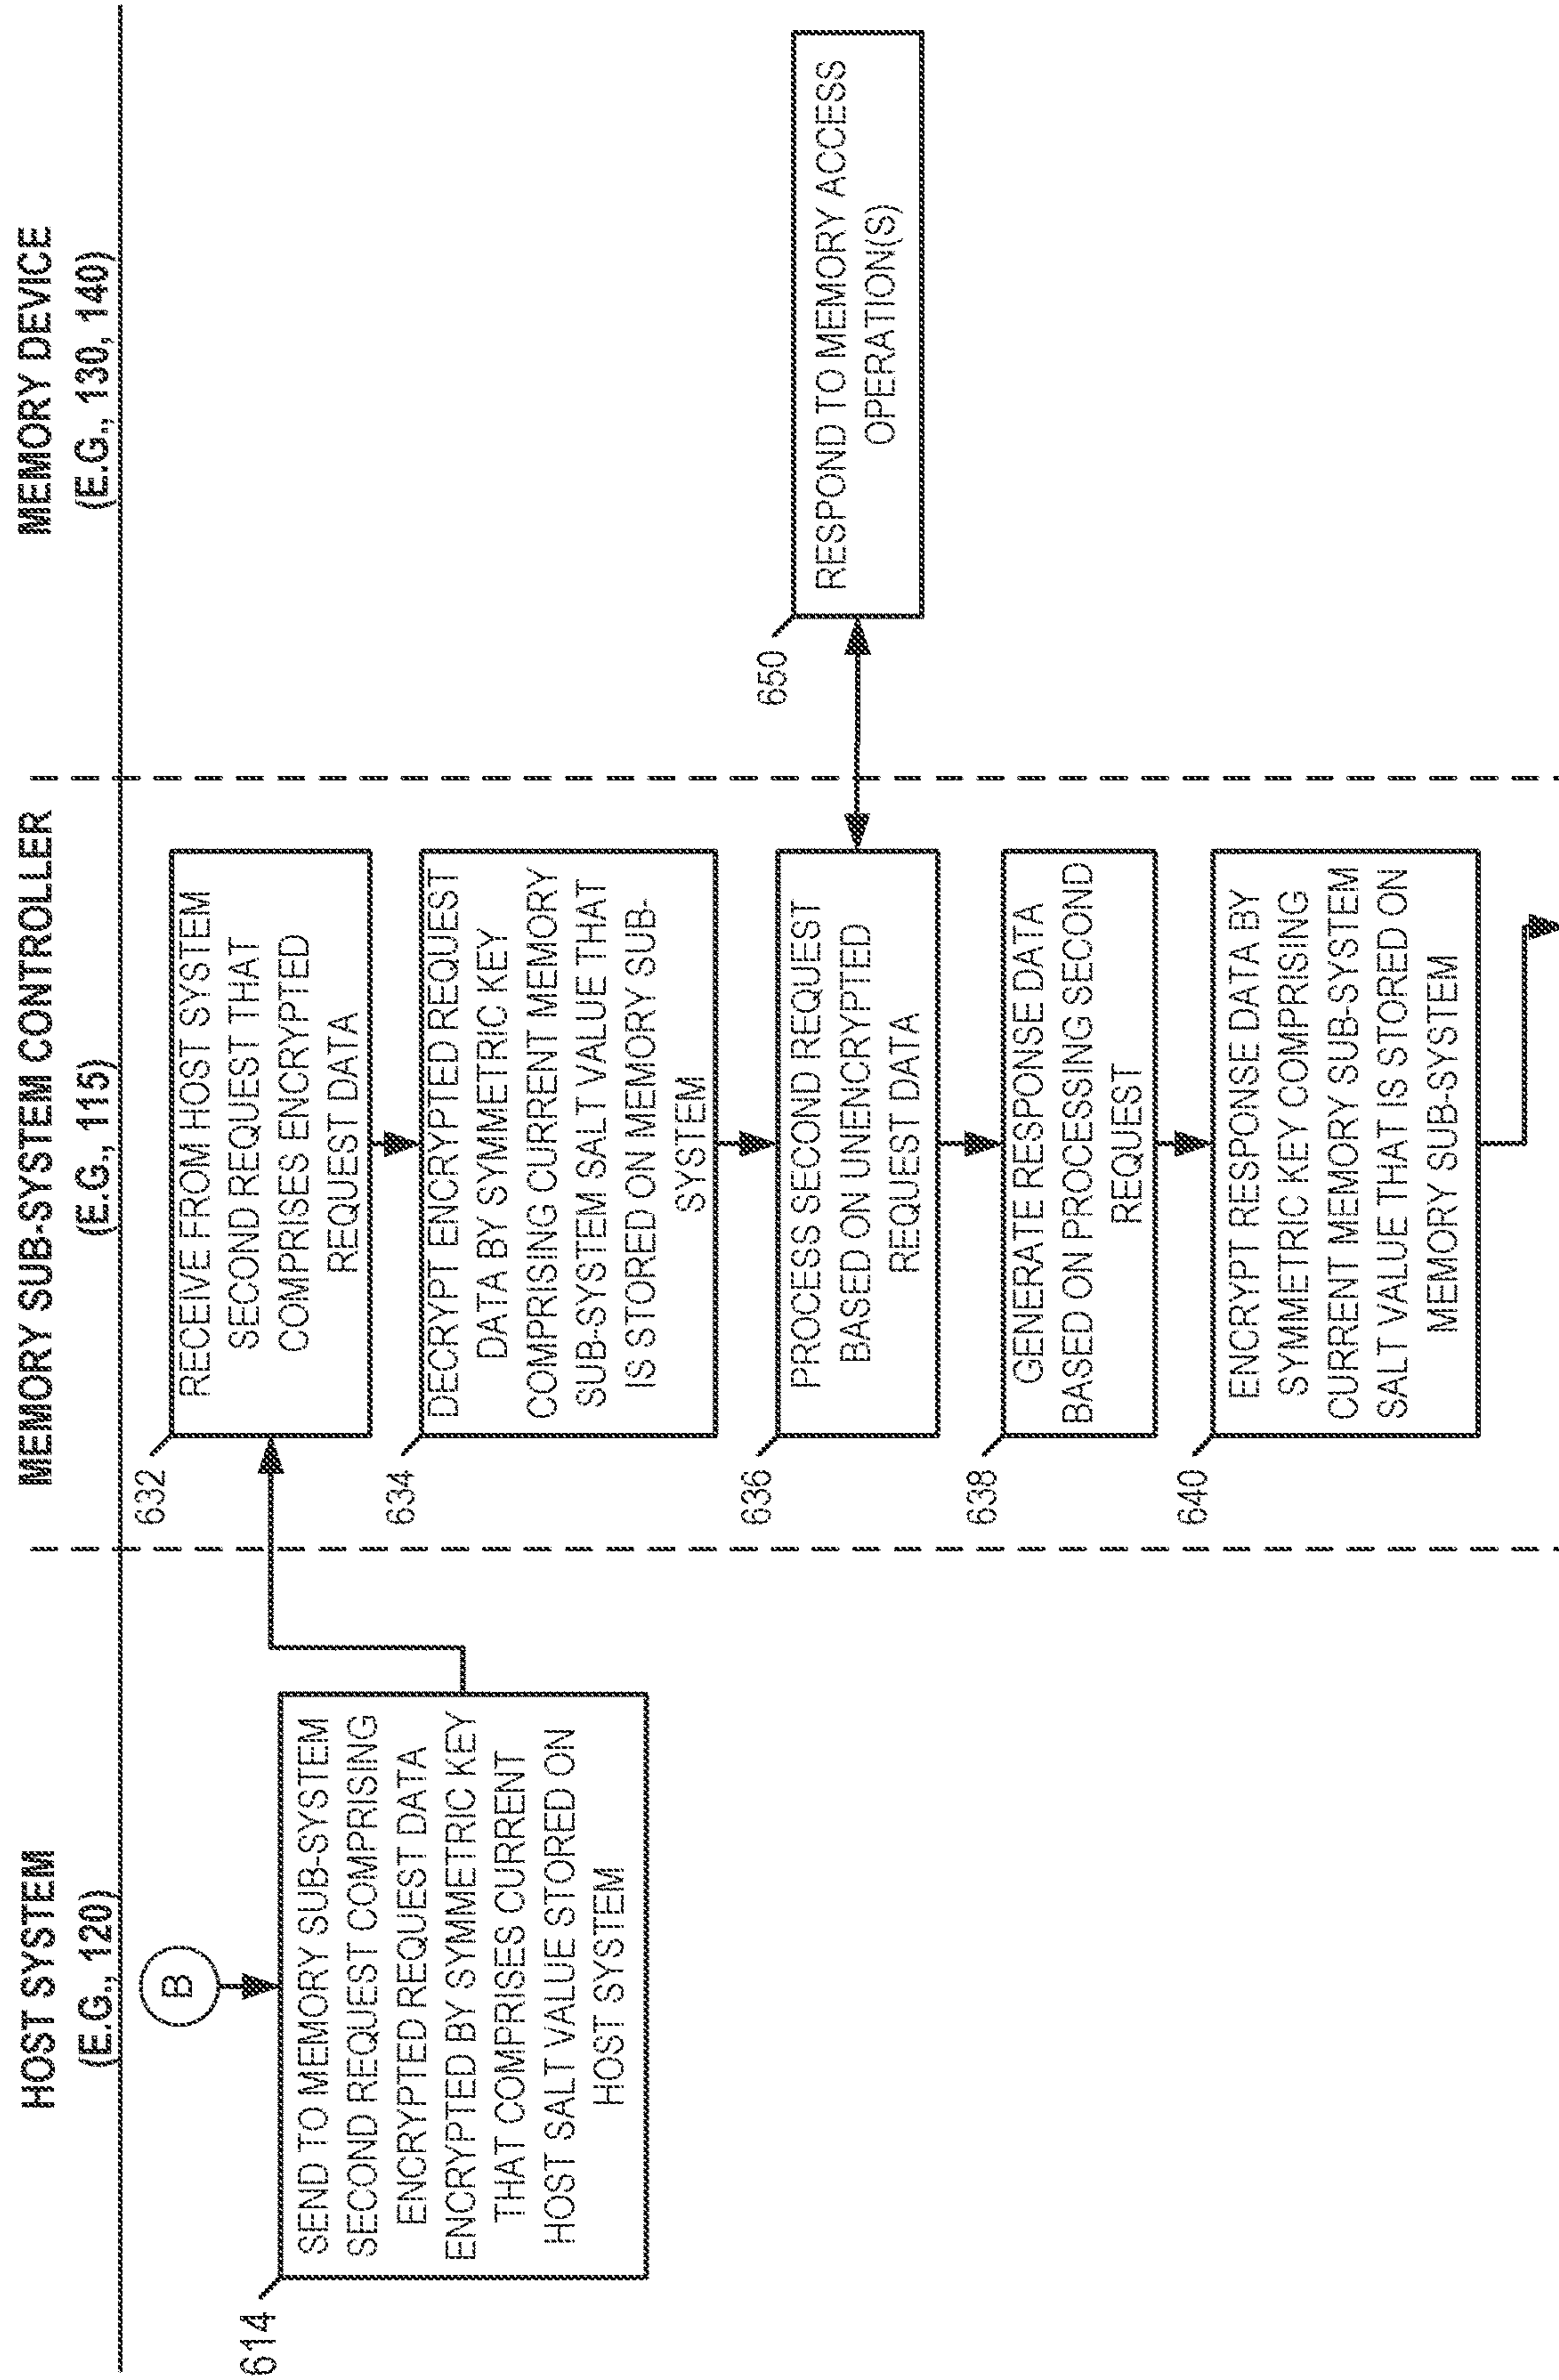 HOST SYSTEM
(E.G., 120)
MEMORY SUB-SYSTEM CONTROLLER
(E.G., 115)
MEMORY DEVICE
(E.G., 130, 140)
B
614
SEND TO MEMORY SUB-SYSTEM
SECOND REQUEST COMPRISING
ENCRYPTED REQUEST DATA
ENCRYPTED BY SYMMETRIC KEY
THAT COMPRISES CURRENT
HOST SALT VALUE STORED ON
HOST SYSTEM
632
RECEIVE FROM HOST SYSTEM
SECOND REQUEST THAT
COMPRISES ENCRYPTED
REQUEST DATA
634
DECRYPT ENCRYPTED REQUEST
DATA BY SYMMETRIC KEY
COMPRISING CURRENT MEMORY
SUB-SYSTEM SALT VALUE THAT
IS STORED ON MEMORY SUB-
SYSTEM
636
PROCESS SECOND REQUEST
BASED ON UNENCRYPTED
REQUEST DATA
650
RESPOND TO MEMORY ACCESS
OPERATION(S)
638
GENERATE RESPONSE DATA
BASED ON PROCESSING SECOND
REQUEST
640
ENCRYPT RESPONSE DATA BY
SYMMETRIC KEY COMPRISING
CURRENT MEMORY SUB-SYSTEM
SALT VALUE THAT IS STORED ON
MEMORY SUB-SYSTEM